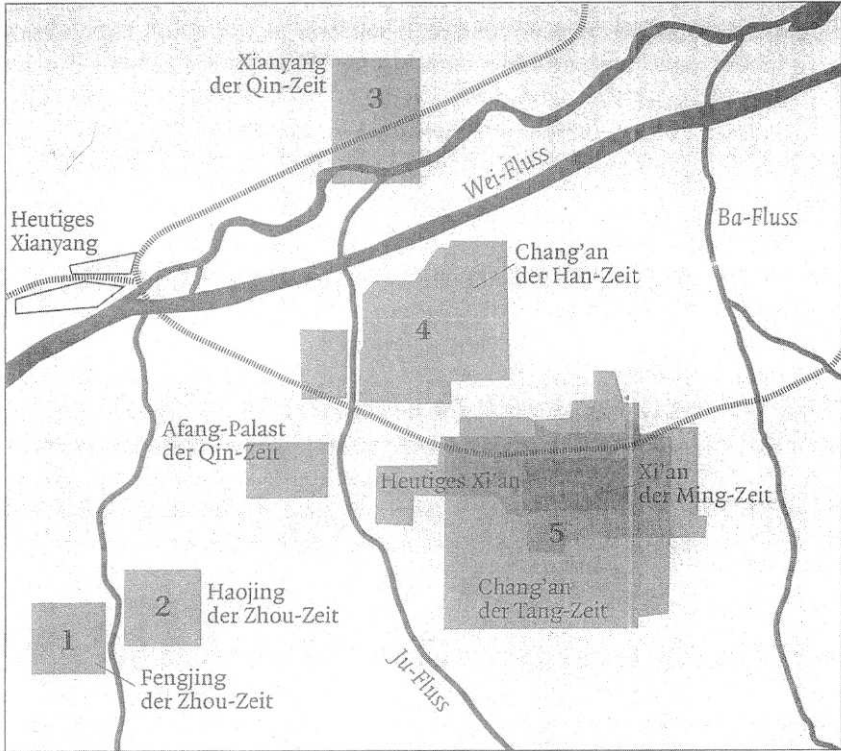 Xianyang
der Qin-Zeit
3
Wei-Fluss
Heutiges
Xianyang
Ba-Fluss
Chang'an
der Han-Zeit
4
Afang-Palast
der Qin-Zeit
Heutiges Xi'an
Xi'an
der Ming-Zeit
5
2
Haojing
der Zhou-Zeit
Chang'an
der Tang-Zeit
1
Fengjing
der Zhou-Zeit
Ju-Fluss